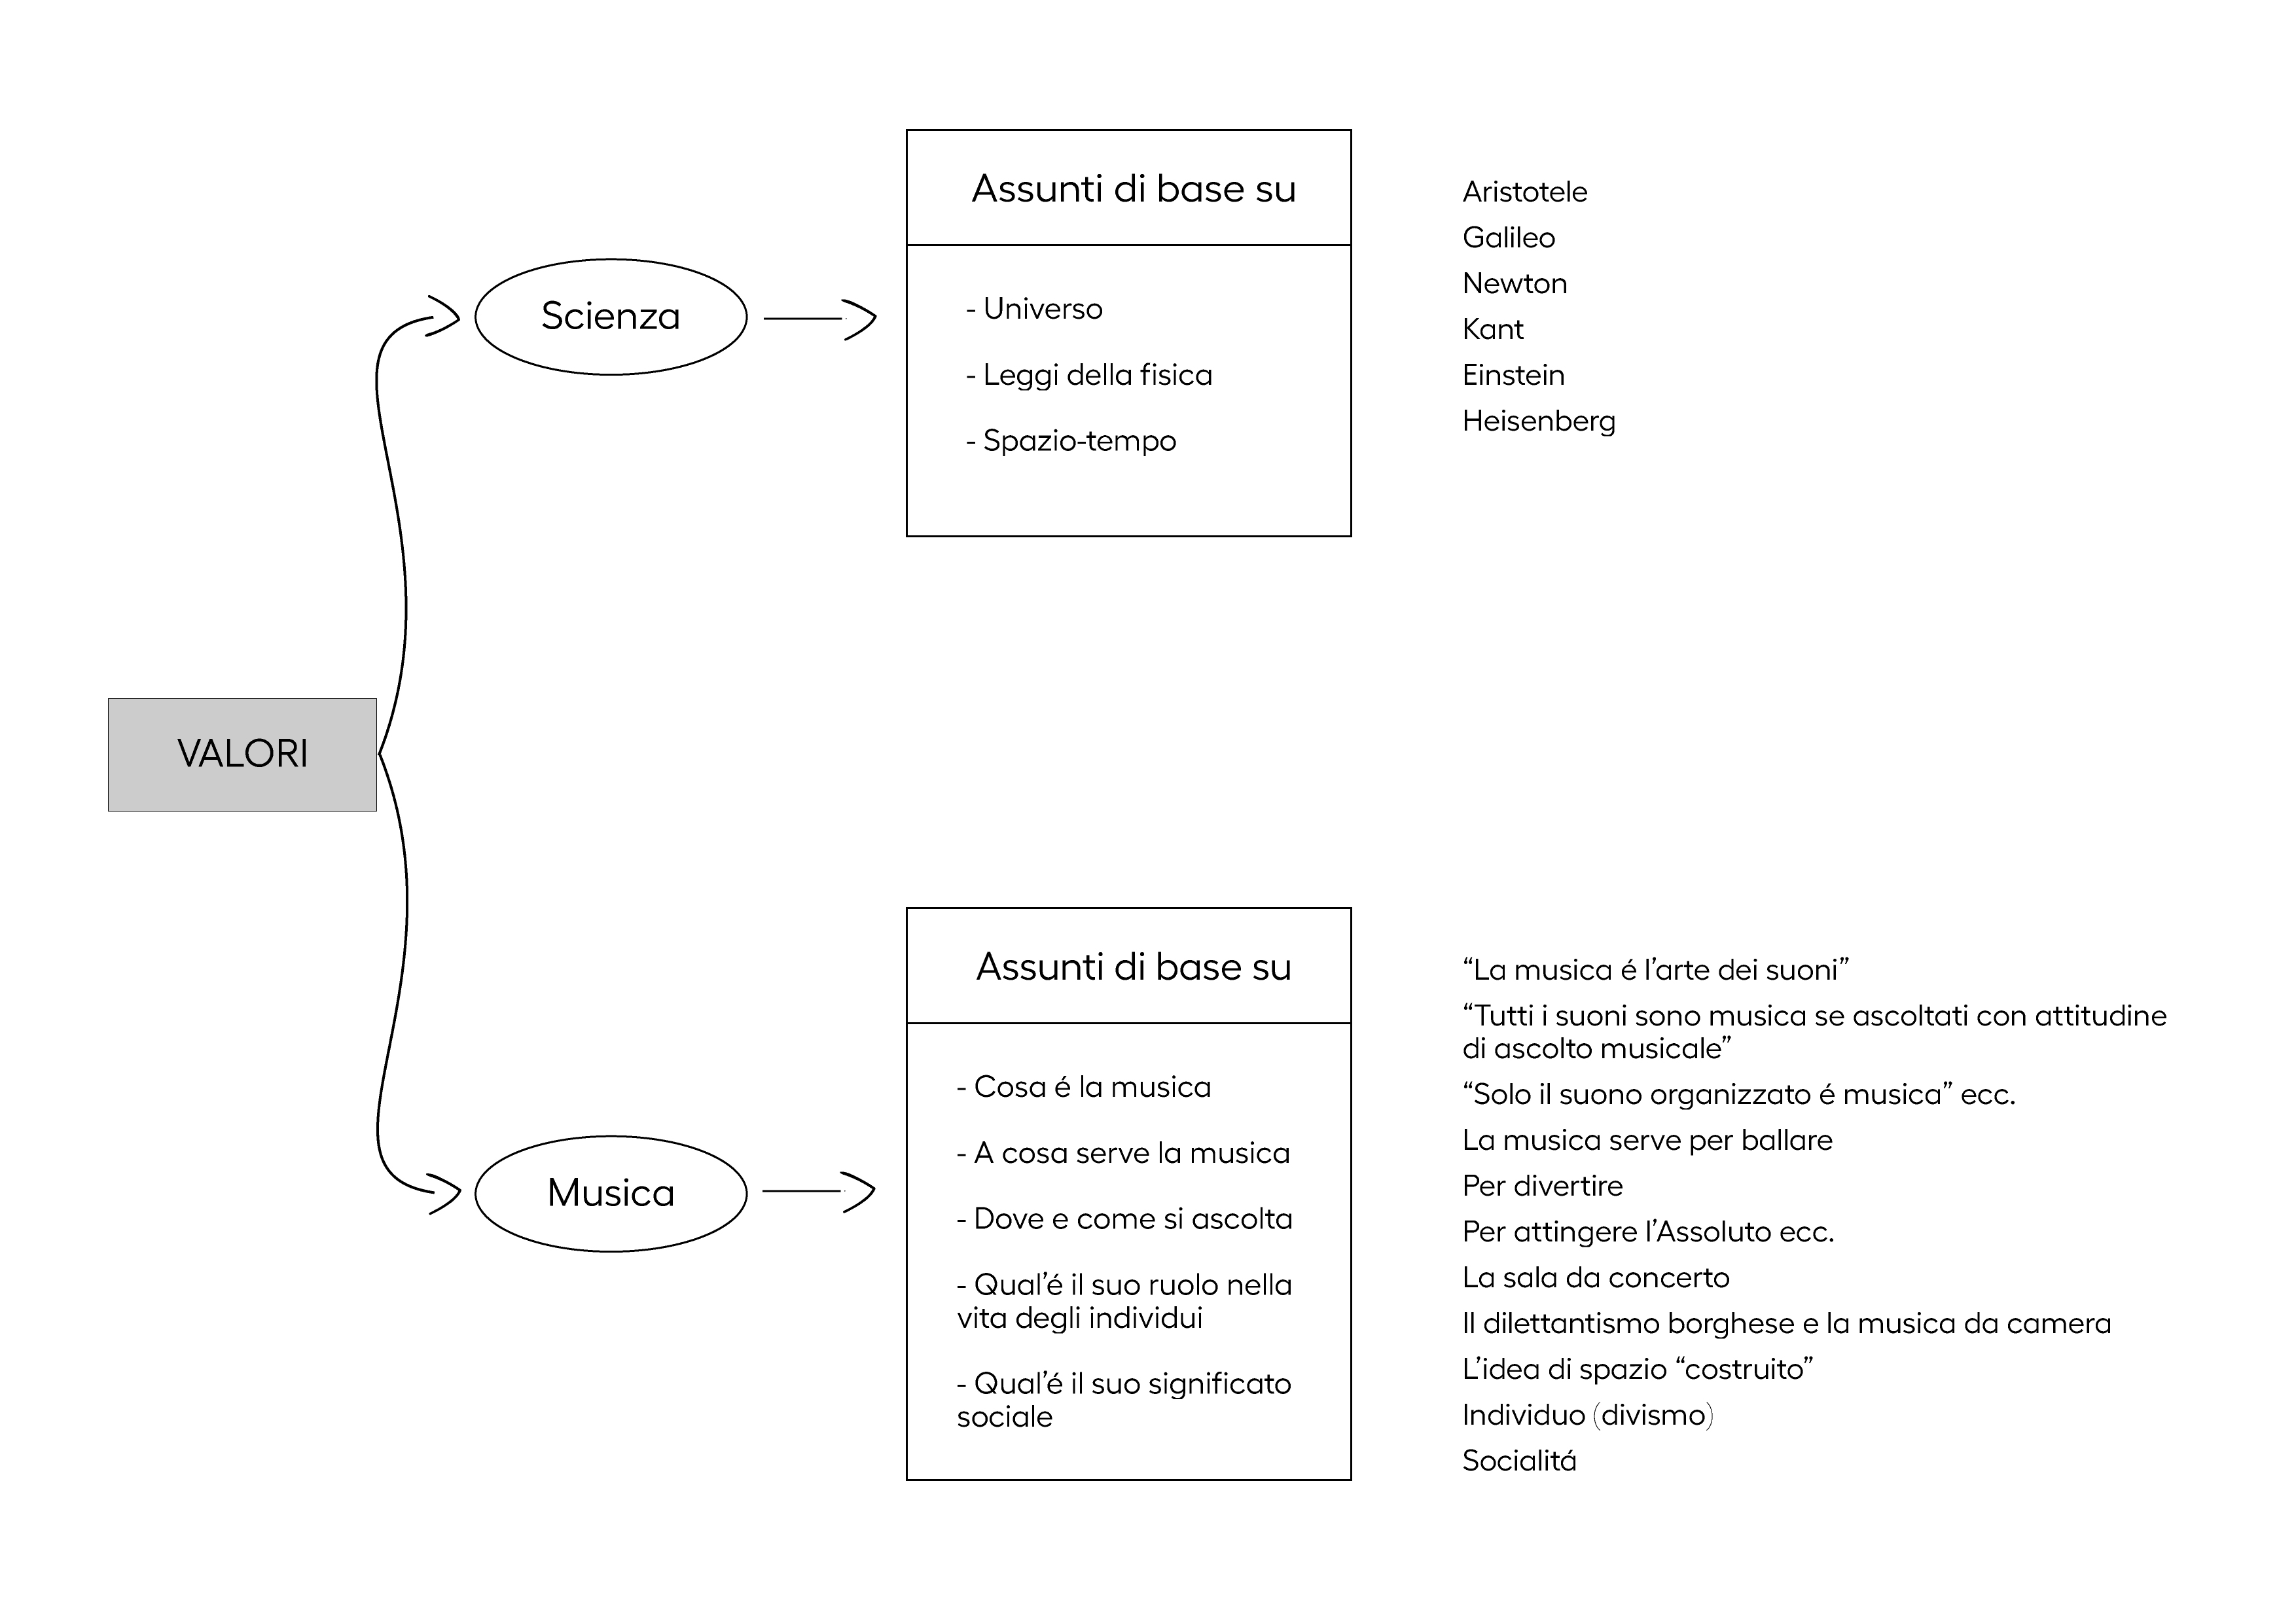 VALORI
Scienza
Assunti di base su
- Universo
- Leggi della fisica
- Spazio-tempo
Aristotele
Galileo
Newton
Kant
Einstein
Heisenberg
Musica
Assunti di base su
- Cosa é la musica
- A cosa serve la musica
- Dove e come si ascolta
- Qual’é il suo ruolo nella
vita degli individui
- Qual’é il suo significato
sociale
“La musica é l’arte dei suoni”
“Tutti i suoni sono musica se ascoltati con attitudine
di ascolto musicale”
“Solo il suono organizzato é musica” ecc.
La musica serve per ballare
Per divertire
Per attingere l’Assoluto ecc.
La sala da concerto
Il dilettantismo borghese e la musica da camera
L’idea di spazio “costruito”
Individuo (divismo)
Socialitá